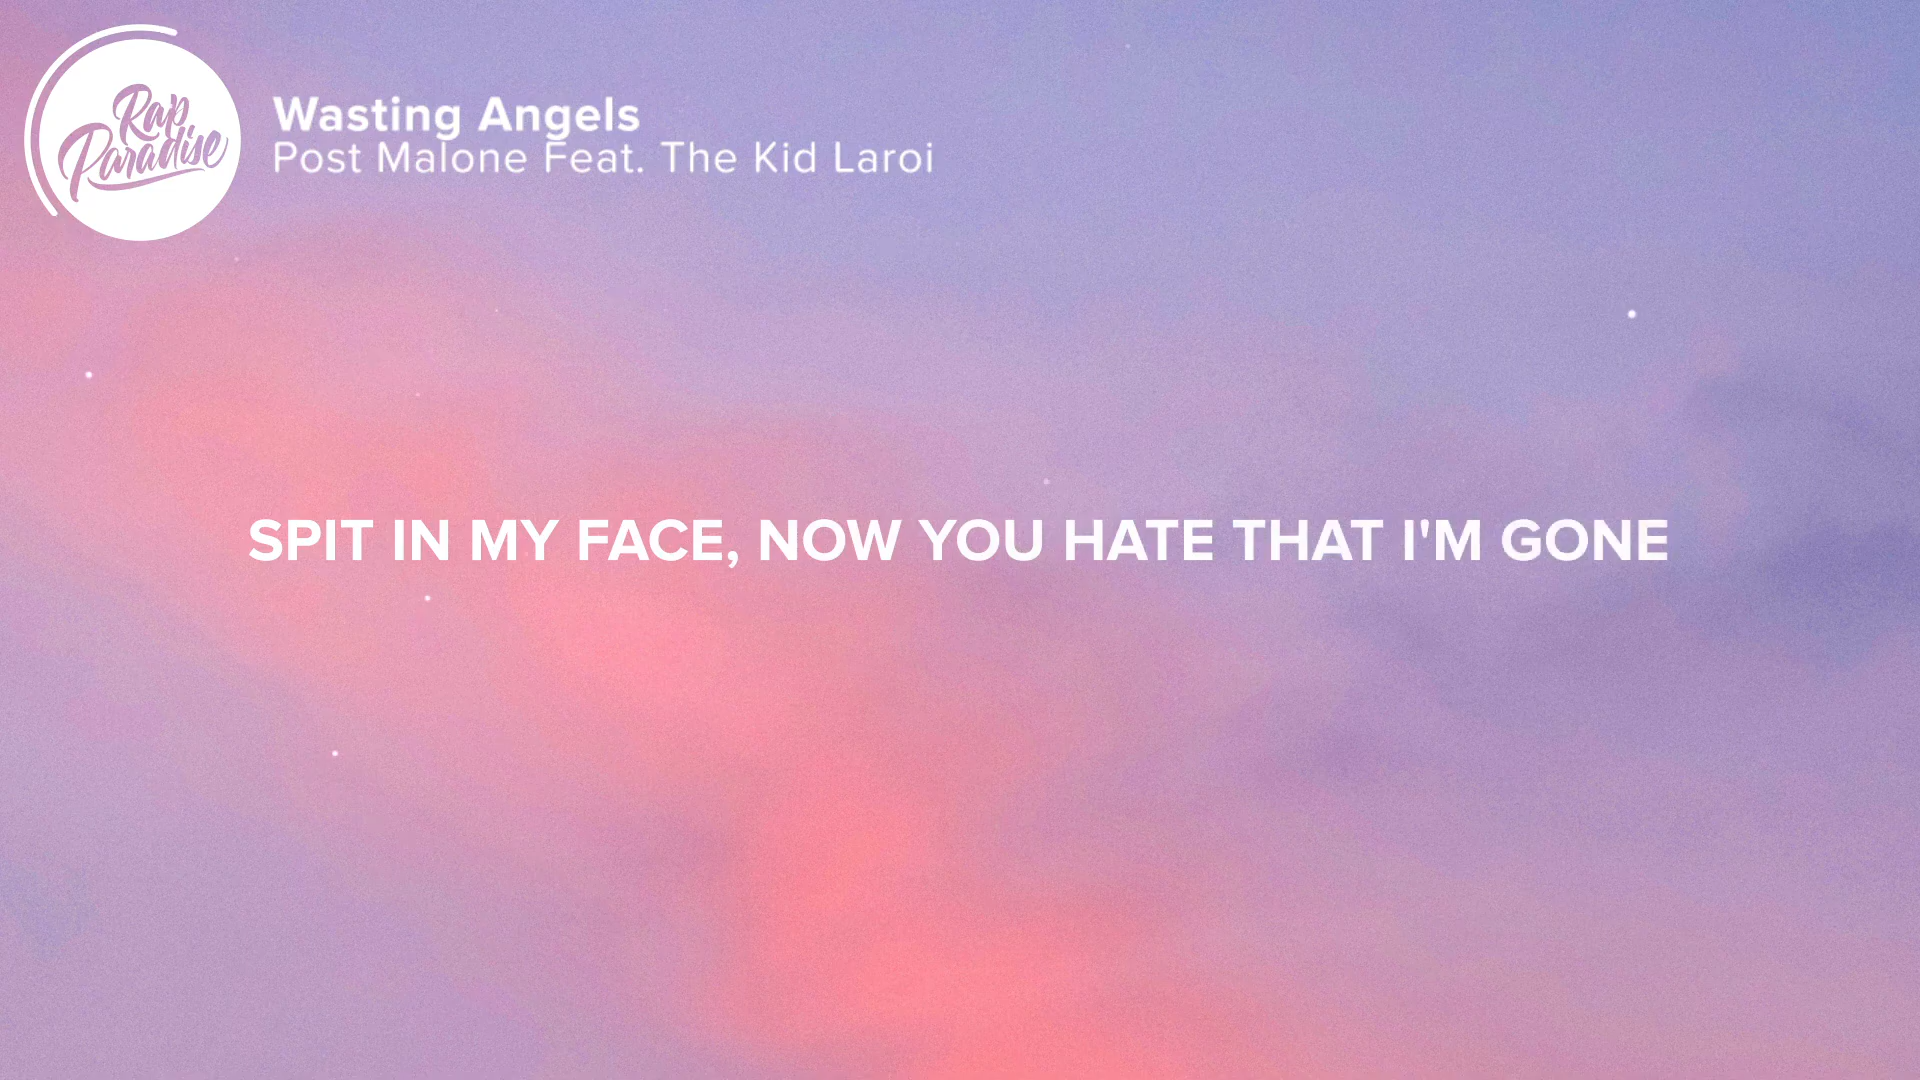 Rap
Paradise
Wasting Angels
Post Malone Feat. The Kid Laroi
SPIT IN MY FACE, NOW YOU HATE THAT I'M GONE